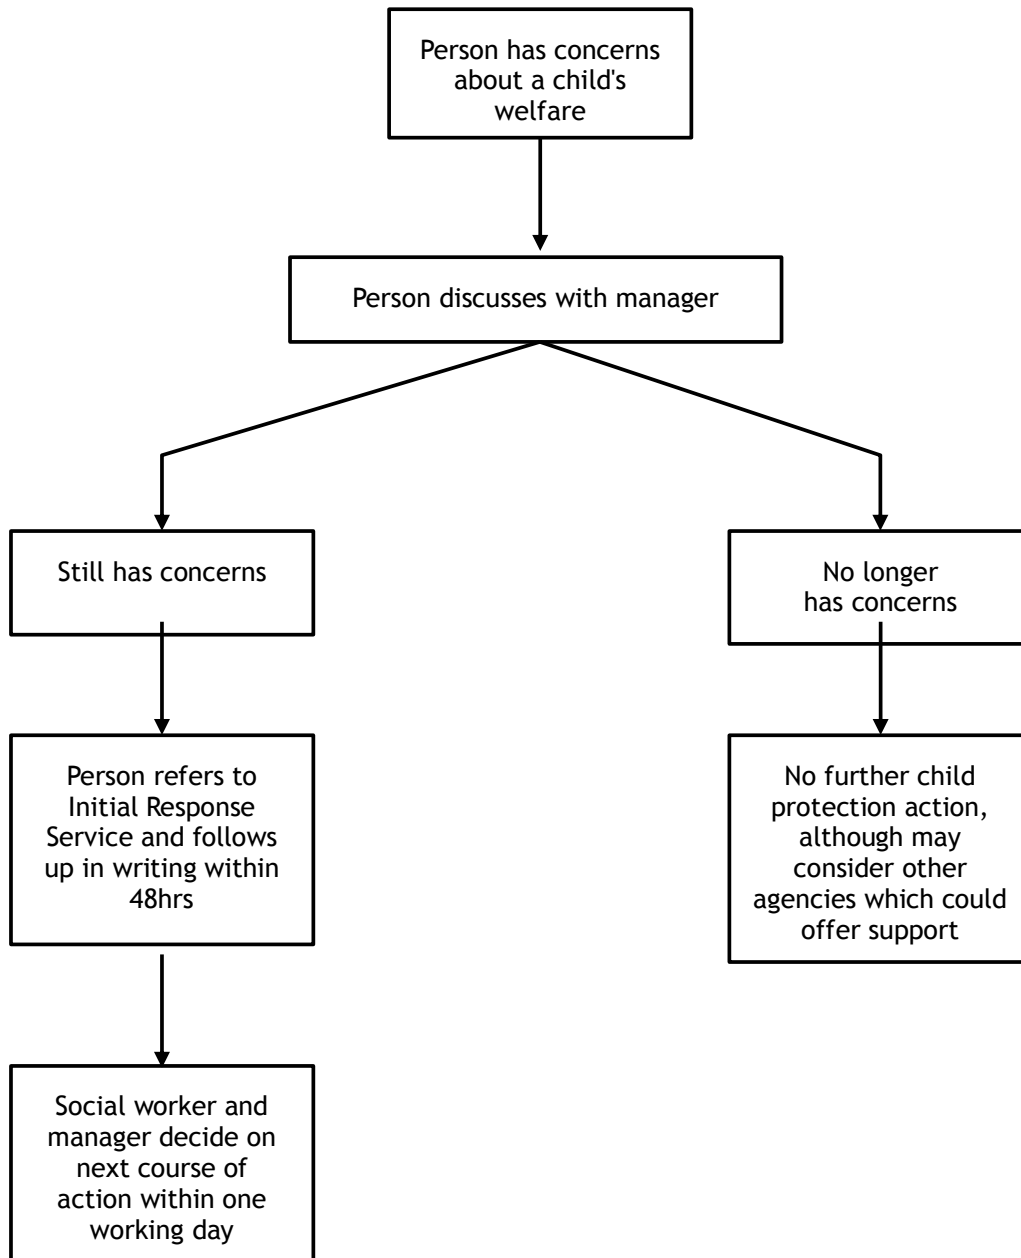 Person has concerns
about a child's
welfare
Person discusses with manager
Still has concerns
No longer
has concerns
Person refers to
Initial Response
Service and follows
up in writing within
48hrs
No further child
protection action,
although may
consider other
agencies which could
offer support
Social worker and
manager decide on
next course of
action within one
working day